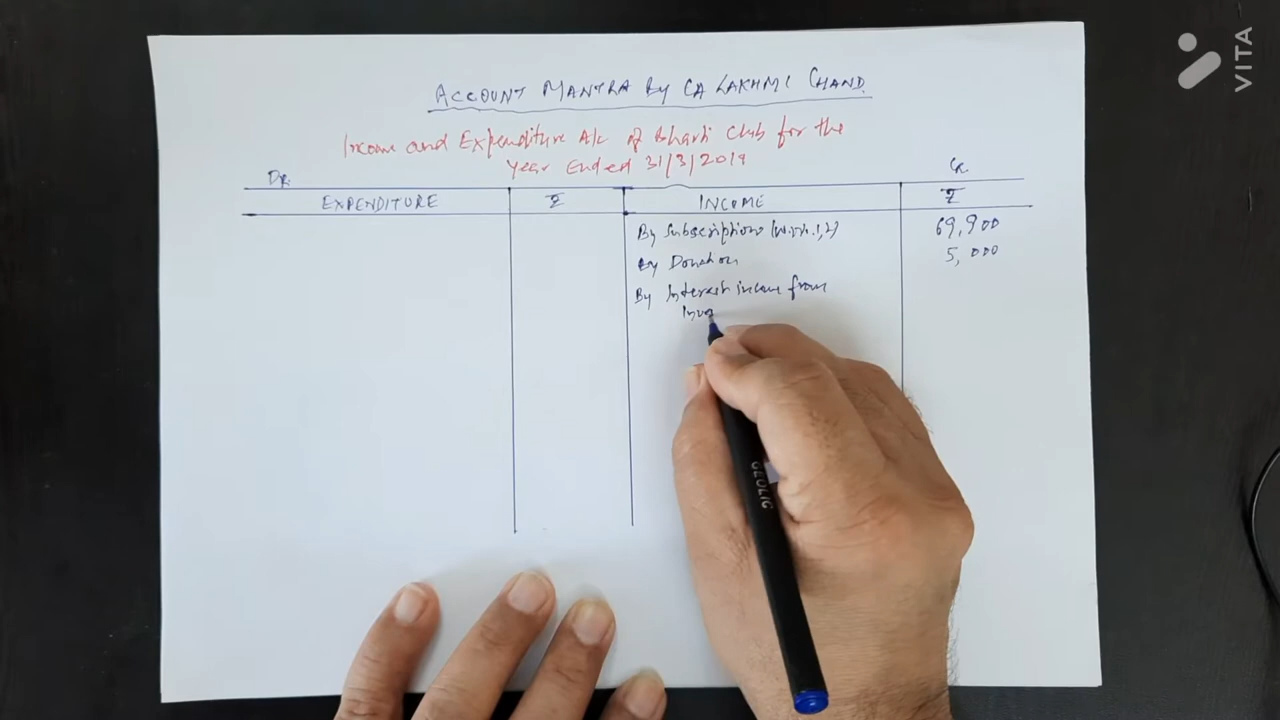 ACCOUNT MANTRA By CA LAKHMI CHAND
Income and Expenditure A/c of Bharti Club for the
Year Ended 31/3/2019
DR. Cr.
EXPENDITURE ₹ INCOME ₹
By Subscriptions (W.N.1,2) 69,900
By Donation 5,000
By Interest income from
Inves
GEOLIG
VITA